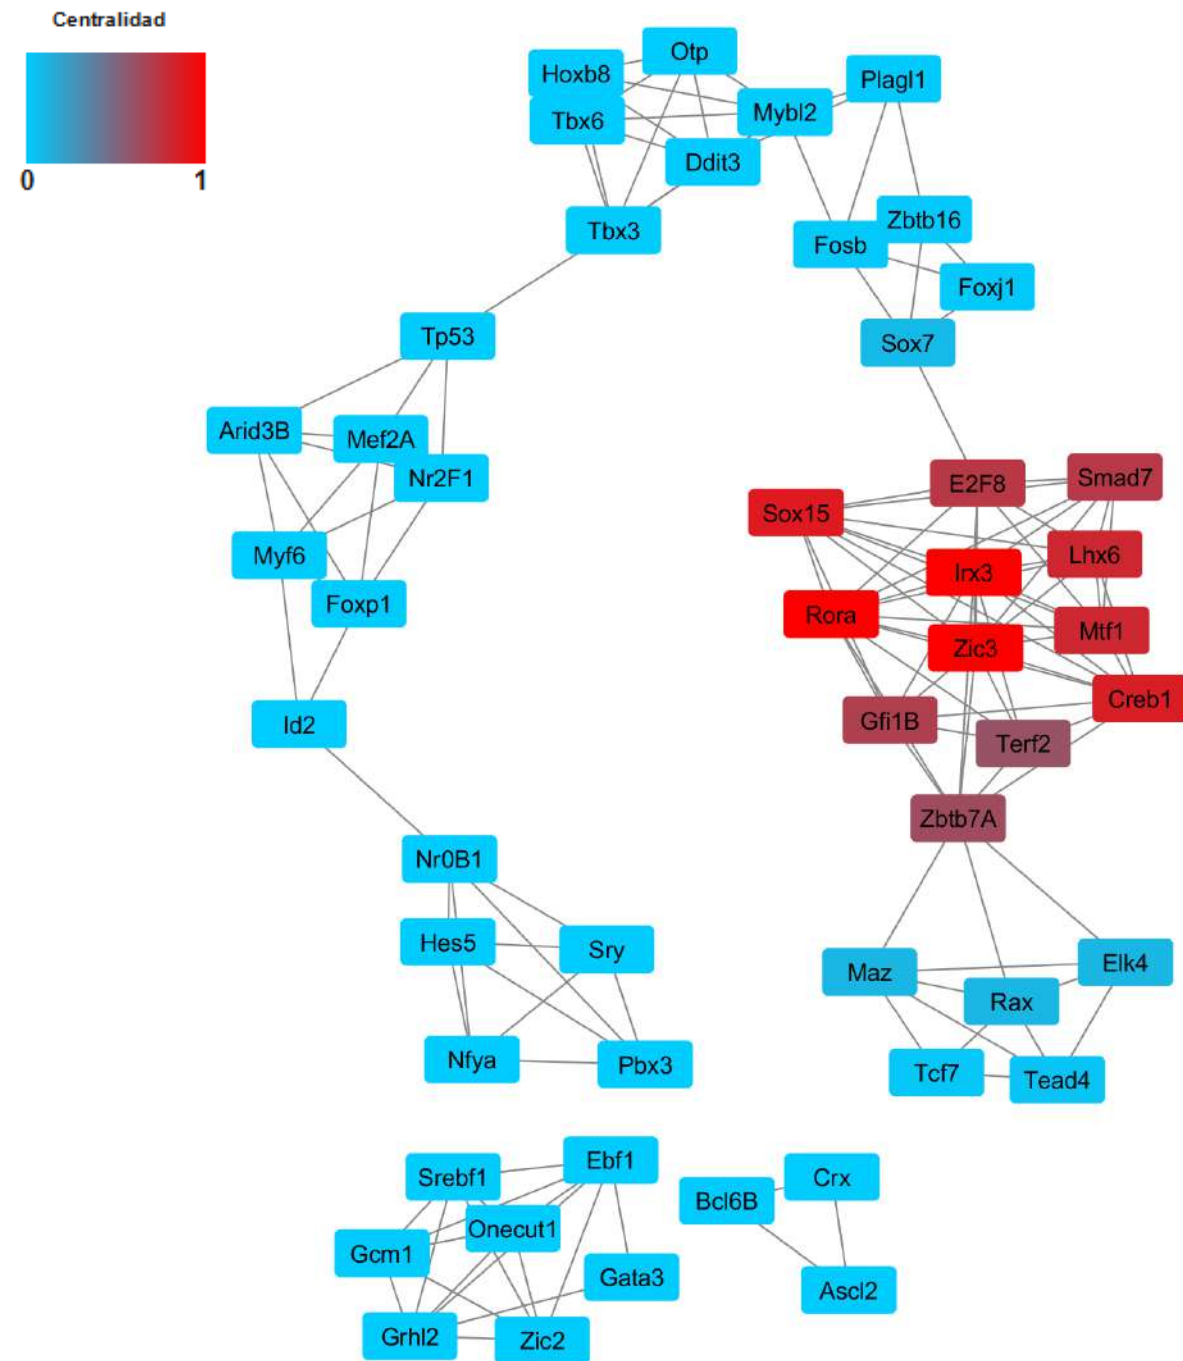 Centralidad
0 1
Otp
Hoxb8
Plagl1
Mybl2
Tbx6
Ddit3
Zbtb16
Tbx3
Fosb
Foxj1
Tp53
Sox7
Arid3B
Mef2A
Nr2F1
E2F8
Smad7
Sox15
Myf6
Lhx6
Irx3
Foxp1
Rora
Mtf1
Zic3
Creb1
Id2
Gfi1B
Terf2
Zbtb7A
Nr0B1
Hes5
Sry
Maz
Elk4
Rax
Nfya
Pbx3
Tcf7
Tead4
Ebf1
Srebf1
Crx
Bcl6B
Onecut1
Gcm1
Gata3
Ascl2
Grhl2
Zic2